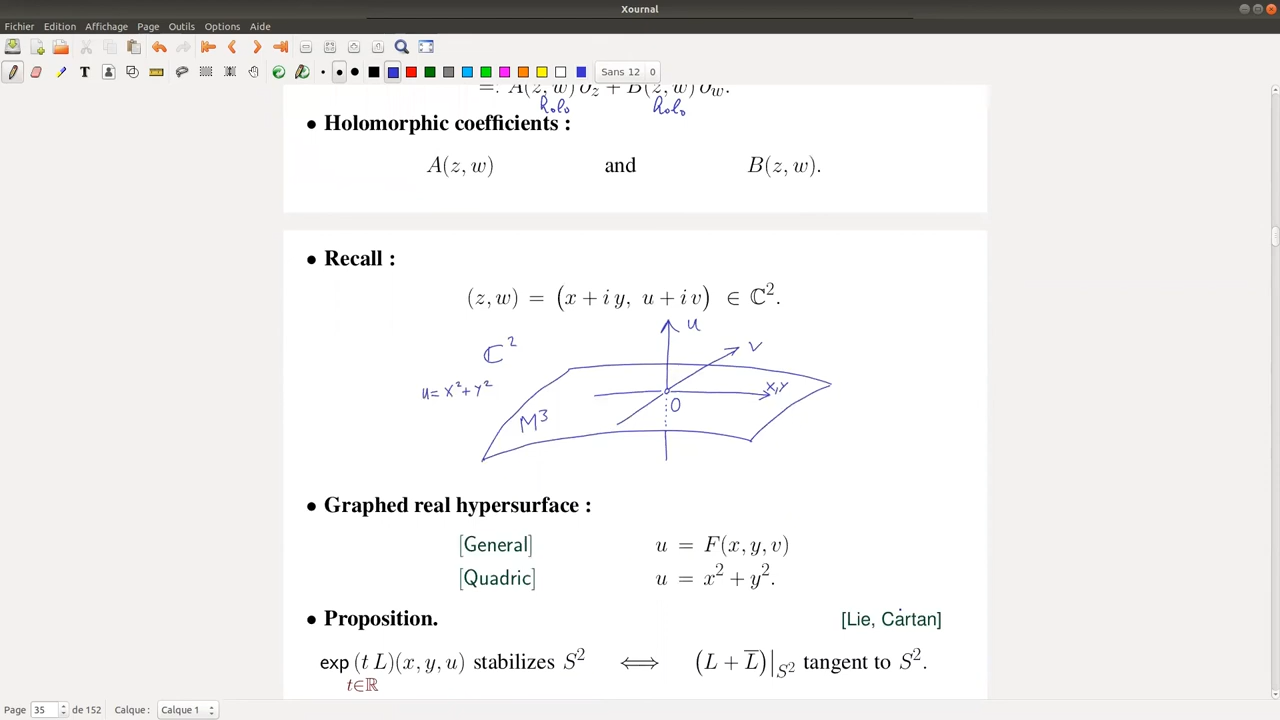 Xournal
Fichier Edition Affichage Page Outils Options Aide
Sans 12 0
=: A(z, w) ∂z + B(z, w) ∂w.
holo holo
• Holomorphic coefficients :
A(z, w) and B(z, w).
• Recall :
(z, w) = (x + i y, u + i v) ∈ ℂ².
u
ℂ²
v
u = x² + y²
x,y
0
M³
• Graphed real hypersurface :
[General] u = F(x, y, v)
[Quadric] u = x² + y².
• Proposition. [Lie, Cartan]
exp (t L)(x, y, u) stabilizes S² ⟺ (L + L̅)|S² tangent to S².
t∈ℝ
Page 35 de 152 Calque : Calque 1